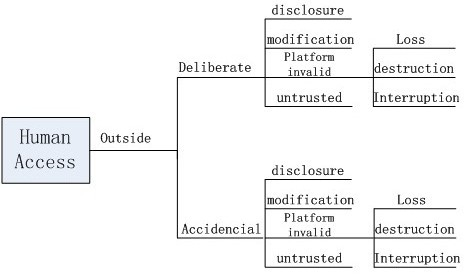 disclosure
modification
Loss
Deliberate
Platform
invalid
destruction
untrusted
Interruption
Human
Access
Outside
disclosure
modification
Loss
Accidencial
Platform
invalid
destruction
untrusted
Interruption